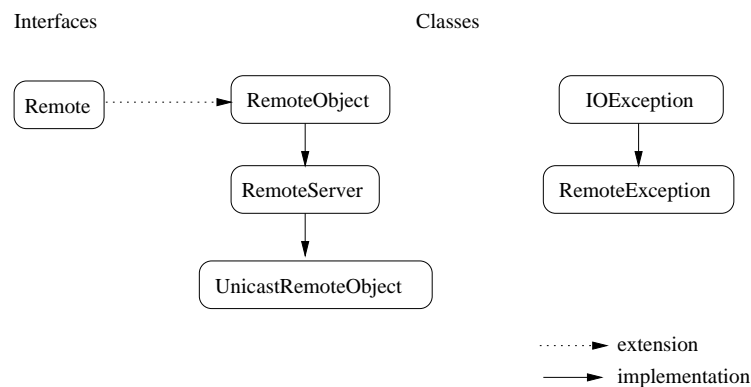 Interfaces
Classes
Remote
RemoteObject
IOException
RemoteServer
RemoteException
UnicastRemoteObject
extension
implementation